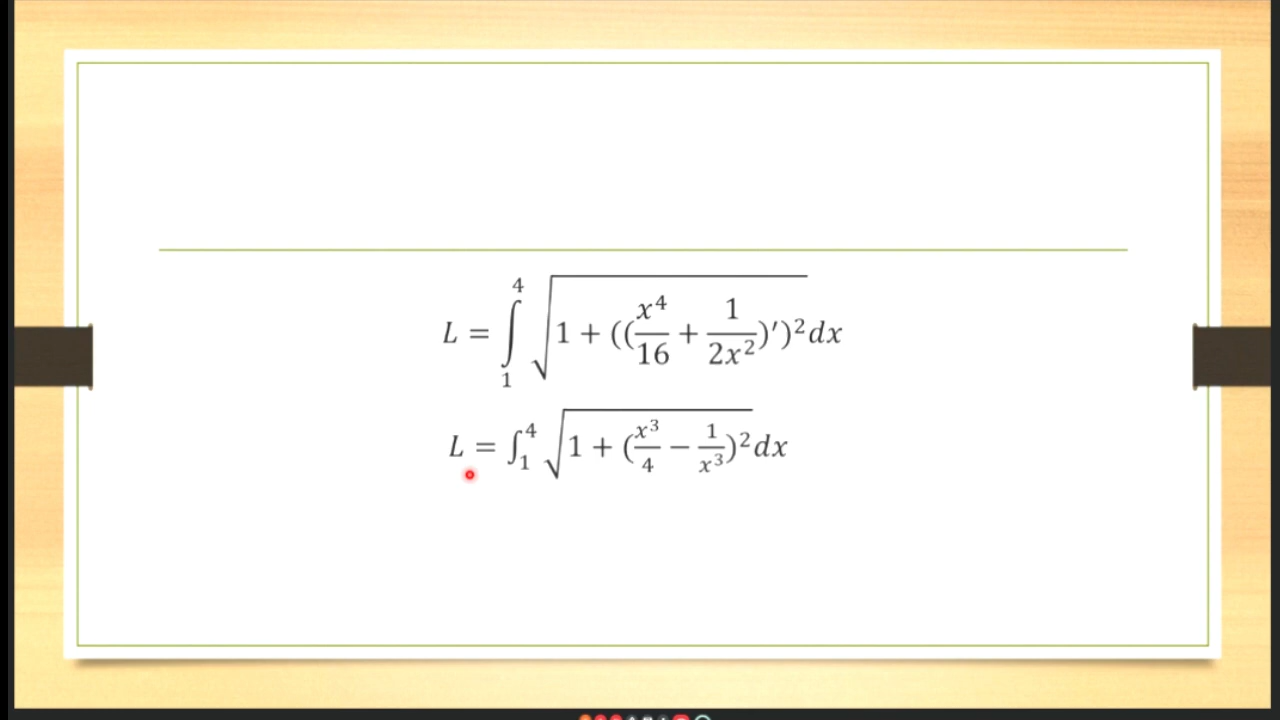 L = ∫₁⁴ √(1 + ((x⁴/16 + 1/2x²)′)²) dx
L = ∫₁⁴ √(1 + (x³/4 − 1/x³)²) dx